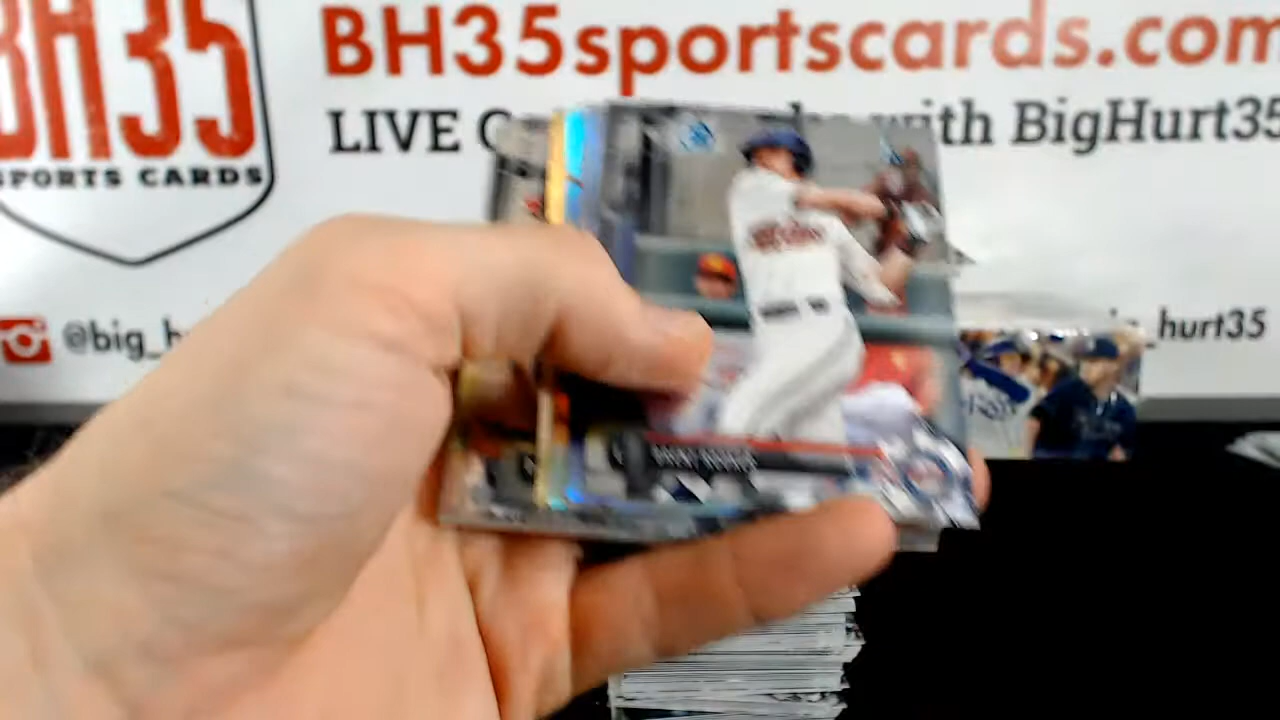 BH35
SPORTS CARDS
BH35sportscards.com
LIVE
with BigHurt35
@big_h
_hurt35